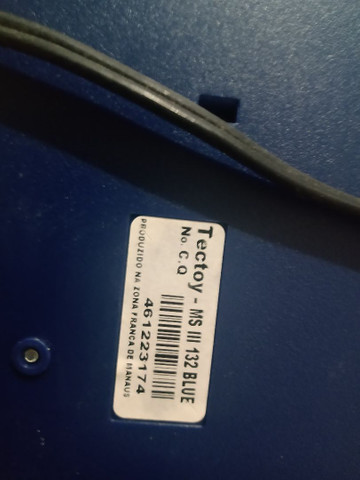 Tectoy - MS III 132 BLUE
No. C.Q
461223174
PRODUZIDO NA ZONA FRANCA DE MANAUS